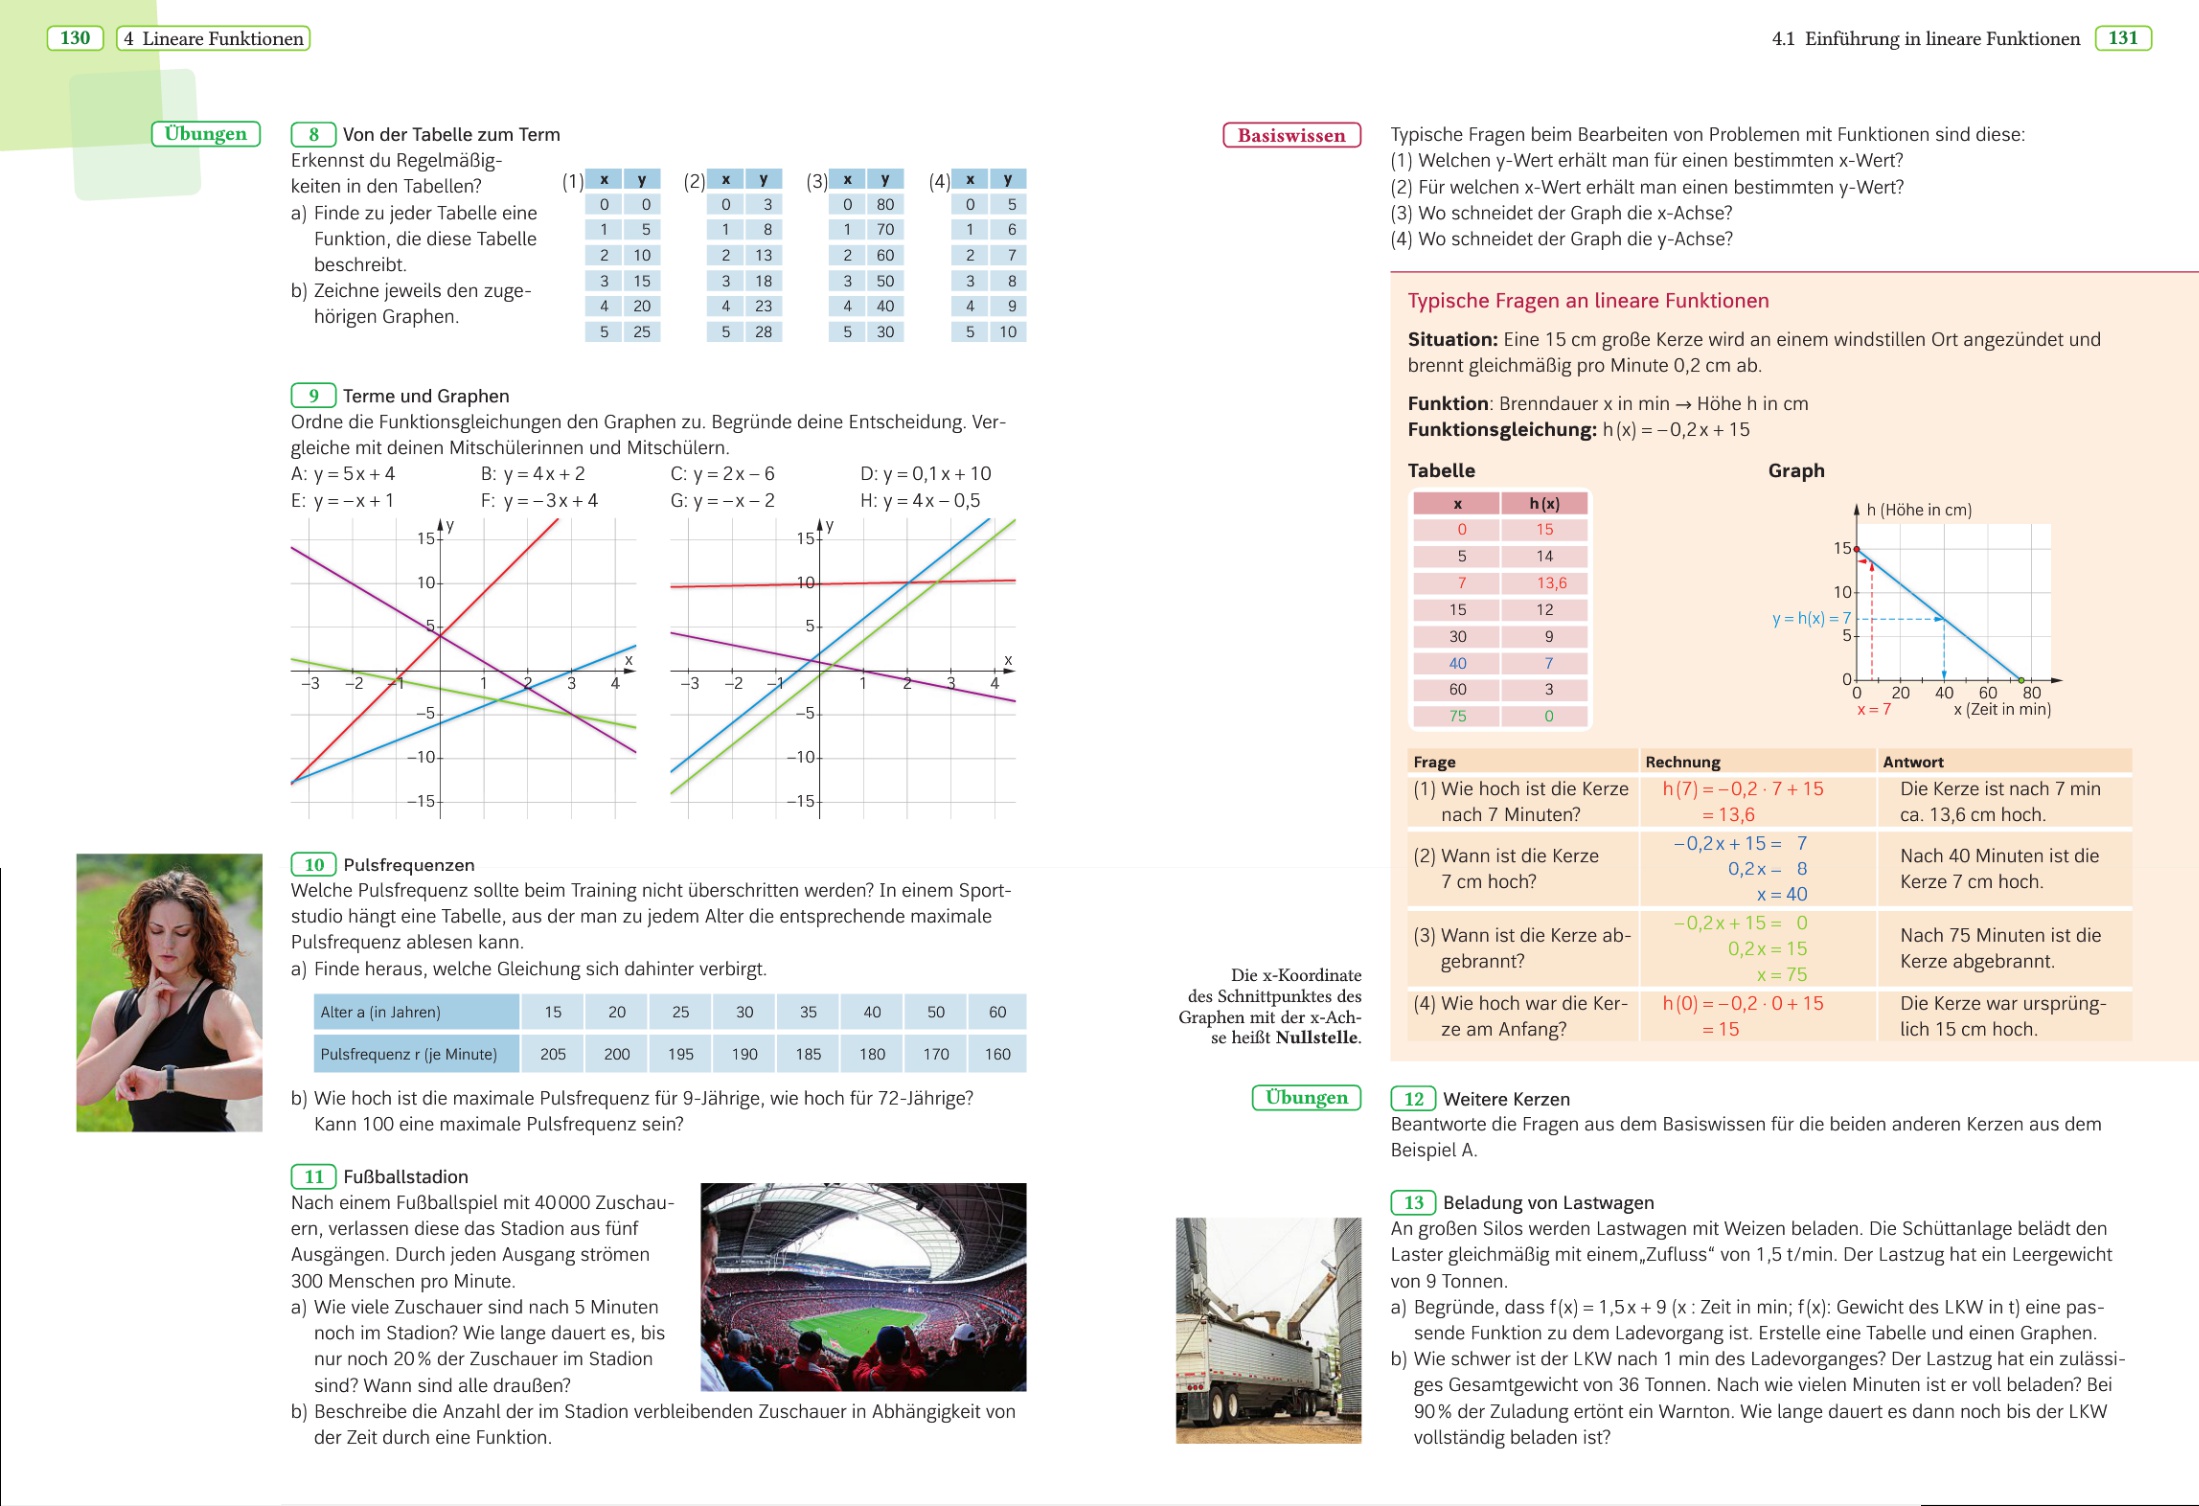 130 4 Lineare Funktionen
Übungen
8 Von der Tabelle zum Term
Erkennst du Regelmäßig-
keiten in den Tabellen?
a) Finde zu jeder Tabelle eine
Funktion, die diese Tabelle
beschreibt.
b) Zeichne jeweils den zuge-
hörigen Graphen.
(1) x y
0 0
1 5
2 10
3 15
4 20
5 25
(2) x y
0 3
1 8
2 13
3 18
4 23
5 28
(3) x y
0 80
1 70
2 60
3 50
4 40
5 30
(4) x y
0 5
1 6
2 7
3 8
4 9
5 10
9 Terme und Graphen
Ordne die Funktionsgleichungen den Graphen zu. Begründe deine Entscheidung. Ver-
gleiche mit deinen Mitschülerinnen und Mitschülern.
A: y = 5x + 4 B: y = 4x + 2 C: y = 2x – 6 D: y = 0,1x + 10
E: y = –x + 1 F: y = –3x + 4 G: y = –x – 2 H: y = 4x – 0,5
y
15
10
5
x
–3 –2 –1 1 2 3 4
–5
–10
–15
y
15
10
5
x
–3 –2 –1 1 2 3 4
–5
–10
–15
10 Pulsfrequenzen
Welche Pulsfrequenz sollte beim Training nicht überschritten werden? In einem Sport-
studio hängt eine Tabelle, aus der man zu jedem Alter die entsprechende maximale
Pulsfrequenz ablesen kann.
a) Finde heraus, welche Gleichung sich dahinter verbirgt.
Alter a (in Jahren) 15 20 25 30 35 40 50 60
Pulsfrequenz r (je Minute) 205 200 195 190 185 180 170 160
b) Wie hoch ist die maximale Pulsfrequenz für 9-Jährige, wie hoch für 72-Jährige?
Kann 100 eine maximale Pulsfrequenz sein?
11 Fußballstadion
Nach einem Fußballspiel mit 40 000 Zuschau-
ern, verlassen diese das Stadion aus fünf
Ausgängen. Durch jeden Ausgang strömen
300 Menschen pro Minute.
a) Wie viele Zuschauer sind nach 5 Minuten
noch im Stadion? Wie lange dauert es, bis
nur noch 20 % der Zuschauer im Stadion
sind? Wann sind alle draußen?
b) Beschreibe die Anzahl der im Stadion verbleibenden Zuschauer in Abhängigkeit von
der Zeit durch eine Funktion.
4.1 Einführung in lineare Funktionen 131
Basiswissen
Typische Fragen beim Bearbeiten von Problemen mit Funktionen sind diese:
(1) Welchen y-Wert erhält man für einen bestimmten x-Wert?
(2) Für welchen x-Wert erhält man einen bestimmten y-Wert?
(3) Wo schneidet der Graph die x-Achse?
(4) Wo schneidet der Graph die y-Achse?
Typische Fragen an lineare Funktionen
Situation: Eine 15 cm große Kerze wird an einem windstillen Ort angezündet und
brennt gleichmäßig pro Minute 0,2 cm ab.
Funktion: Brenndauer x in min → Höhe h in cm
Funktionsgleichung: h(x) = –0,2x + 15
Tabelle
x h(x)
0 15
5 14
7 13,6
15 12
30 9
40 7
60 3
75 0
Graph
h (Höhe in cm)
15
10
y = h(x) = 7
5
0
0 20 40 60 80
x = 7 x (Zeit in min)
Frage Rechnung Antwort
(1) Wie hoch ist die Kerze h(7) = –0,2 · 7 + 15 Die Kerze ist nach 7 min
nach 7 Minuten? = 13,6 ca. 13,6 cm hoch.
–0,2x + 15 = 7
(2) Wann ist die Kerze 0,2x – 8 Nach 40 Minuten ist die
7 cm hoch? x = 40 Kerze 7 cm hoch.
–0,2x + 15 = 0
(3) Wann ist die Kerze ab- 0,2x = 15 Nach 75 Minuten ist die
gebrannt? x = 75 Kerze abgebrannt.
(4) Wie hoch war die Ker- h(0) = –0,2 · 0 + 15 Die Kerze war ursprüng-
ze am Anfang? = 15 lich 15 cm hoch.
Die x-Koordinate
des Schnittpunktes des
Graphen mit der x-Ach-
se heißt Nullstelle.
Übungen
12 Weitere Kerzen
Beantworte die Fragen aus dem Basiswissen für die beiden anderen Kerzen aus dem
Beispiel A.
13 Beladung von Lastwagen
An großen Silos werden Lastwagen mit Weizen beladen. Die Schüttanlage belädt den
Laster gleichmäßig mit einem„Zufluss“ von 1,5 t/min. Der Lastzug hat ein Leergewicht
von 9 Tonnen.
a) Begründe, dass f(x) = 1,5x + 9 (x : Zeit in min; f(x): Gewicht des LKW in t) eine pas-
sende Funktion zu dem Ladevorgang ist. Erstelle eine Tabelle und einen Graphen.
b) Wie schwer ist der LKW nach 1 min des Ladevorganges? Der Lastzug hat ein zulässi-
ges Gesamtgewicht von 36 Tonnen. Nach wie vielen Minuten ist er voll beladen? Bei
90 % der Zuladung ertönt ein Warnton. Wie lange dauert es dann noch bis der LKW
vollständig beladen ist?